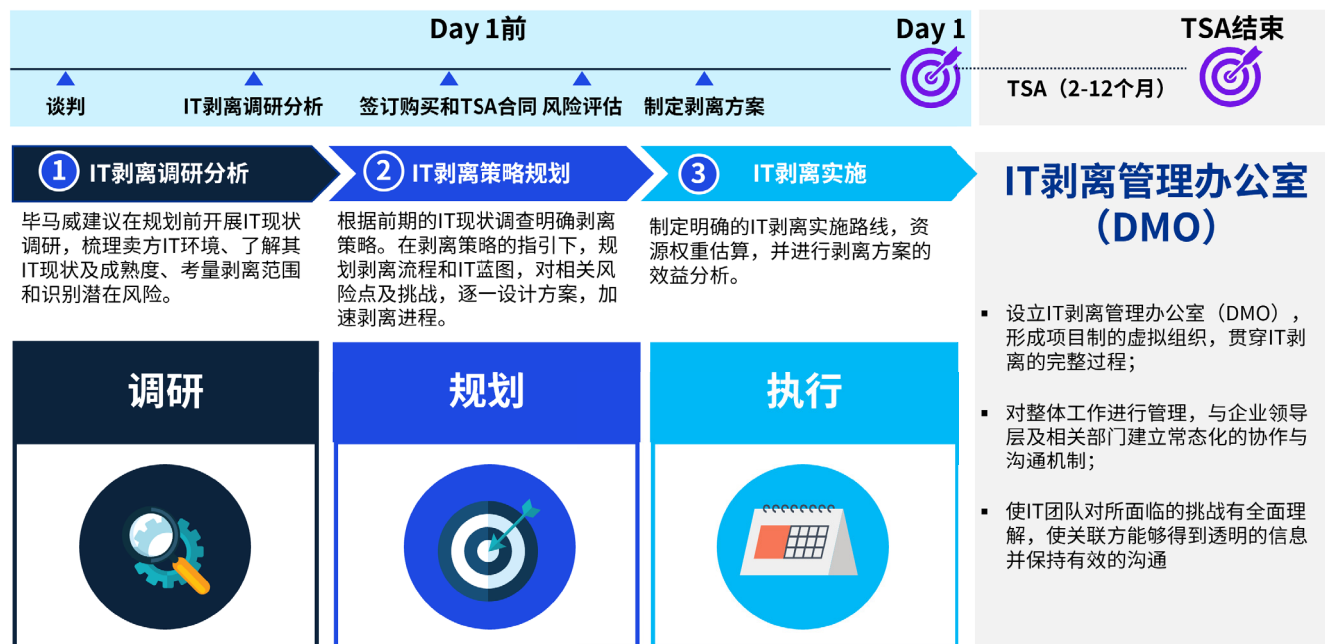 Day 1前
Day 1
TSA结束
TSA（2-12个月）
谈判
IT剥离调研分析
签订购买和TSA合同
风险评估
制定剥离方案
1 IT剥离调研分析
毕马威建议在规划前开展IT现状
调研，梳理卖方IT环境、了解其
IT现状及成熟度、考量剥离范围
和识别潜在风险。
2 IT剥离策略规划
根据前期的IT现状调查明确剥离
策略。在剥离策略的指引下，规
划剥离流程和IT蓝图，对相关风
险点及挑战，逐一设计方案，加
速剥离进程。
3 IT剥离实施
制定明确的IT剥离实施路线，资
源权重估算，并进行剥离方案的
效益分析。
调研
规划
执行
IT剥离管理办公室
（DMO）
▪ 设立IT剥离管理办公室（DMO），
形成项目制的虚拟组织，贯穿IT剥
离的完整过程；
▪ 对整体工作进行管理，与企业领导
层及相关部门建立常态化的协作与
沟通机制；
▪ 使IT团队对所面临的挑战有全面理
解，使关联方能够得到透明的信息
并保持有效的沟通